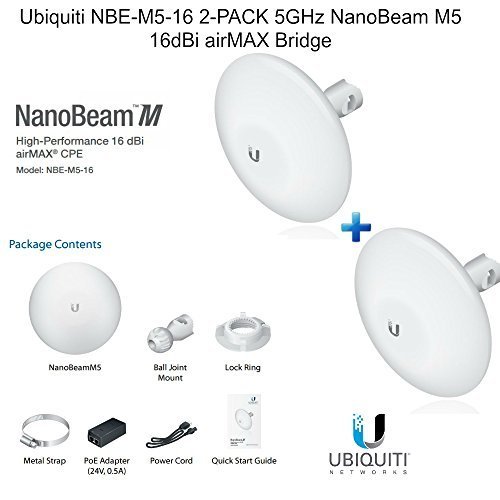 Ubiquiti NBE-M5-16 2-PACK 5GHz NanoBeam M5
16dBi airMAX Bridge
NanoBeam™M
High-Performance 16 dBi
airMAX® CPE
Model: NBE-M5-16
Package Contents
NanoBeamM5
Ball Joint
Mount
Lock Ring
Metal Strap
PoE Adapter
(24V, 0.5A)
Power Cord
NanoBeam M
Quick Start Guide
UBIQUITI
NETWORKS